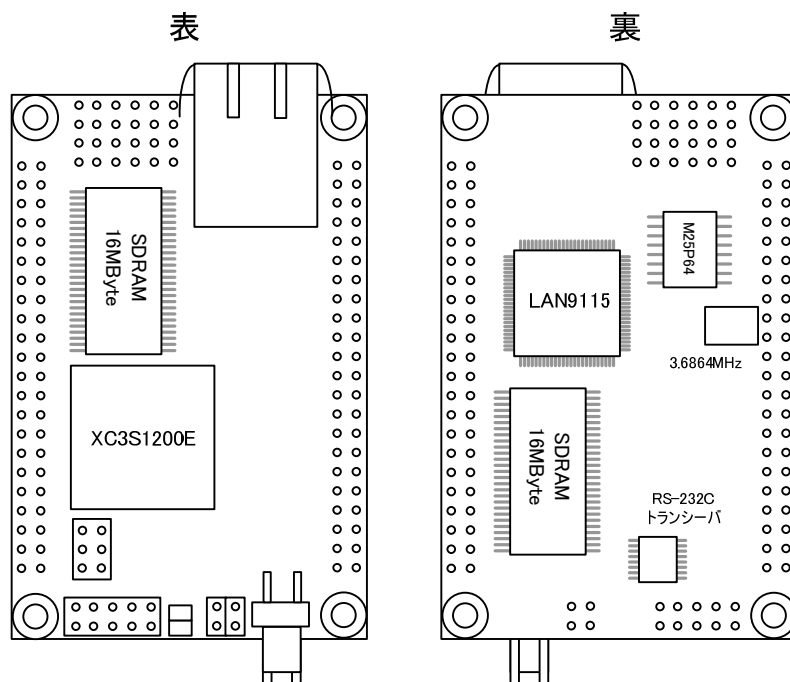 表
裏
SDRAM
16MByte
XC3S1200E
M25P64
LAN9115
3.6864MHz
SDRAM
16MByte
RS-232C
トランシーバ